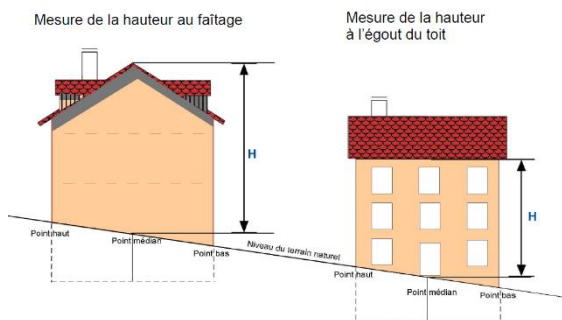 Mesure de la hauteur au faîtage
Mesure de la hauteur
à l'égout du toit
H
H
Point haut
Point médian
Point bas
Niveau du terrain naturel
Point haut
Point médian
Point bas